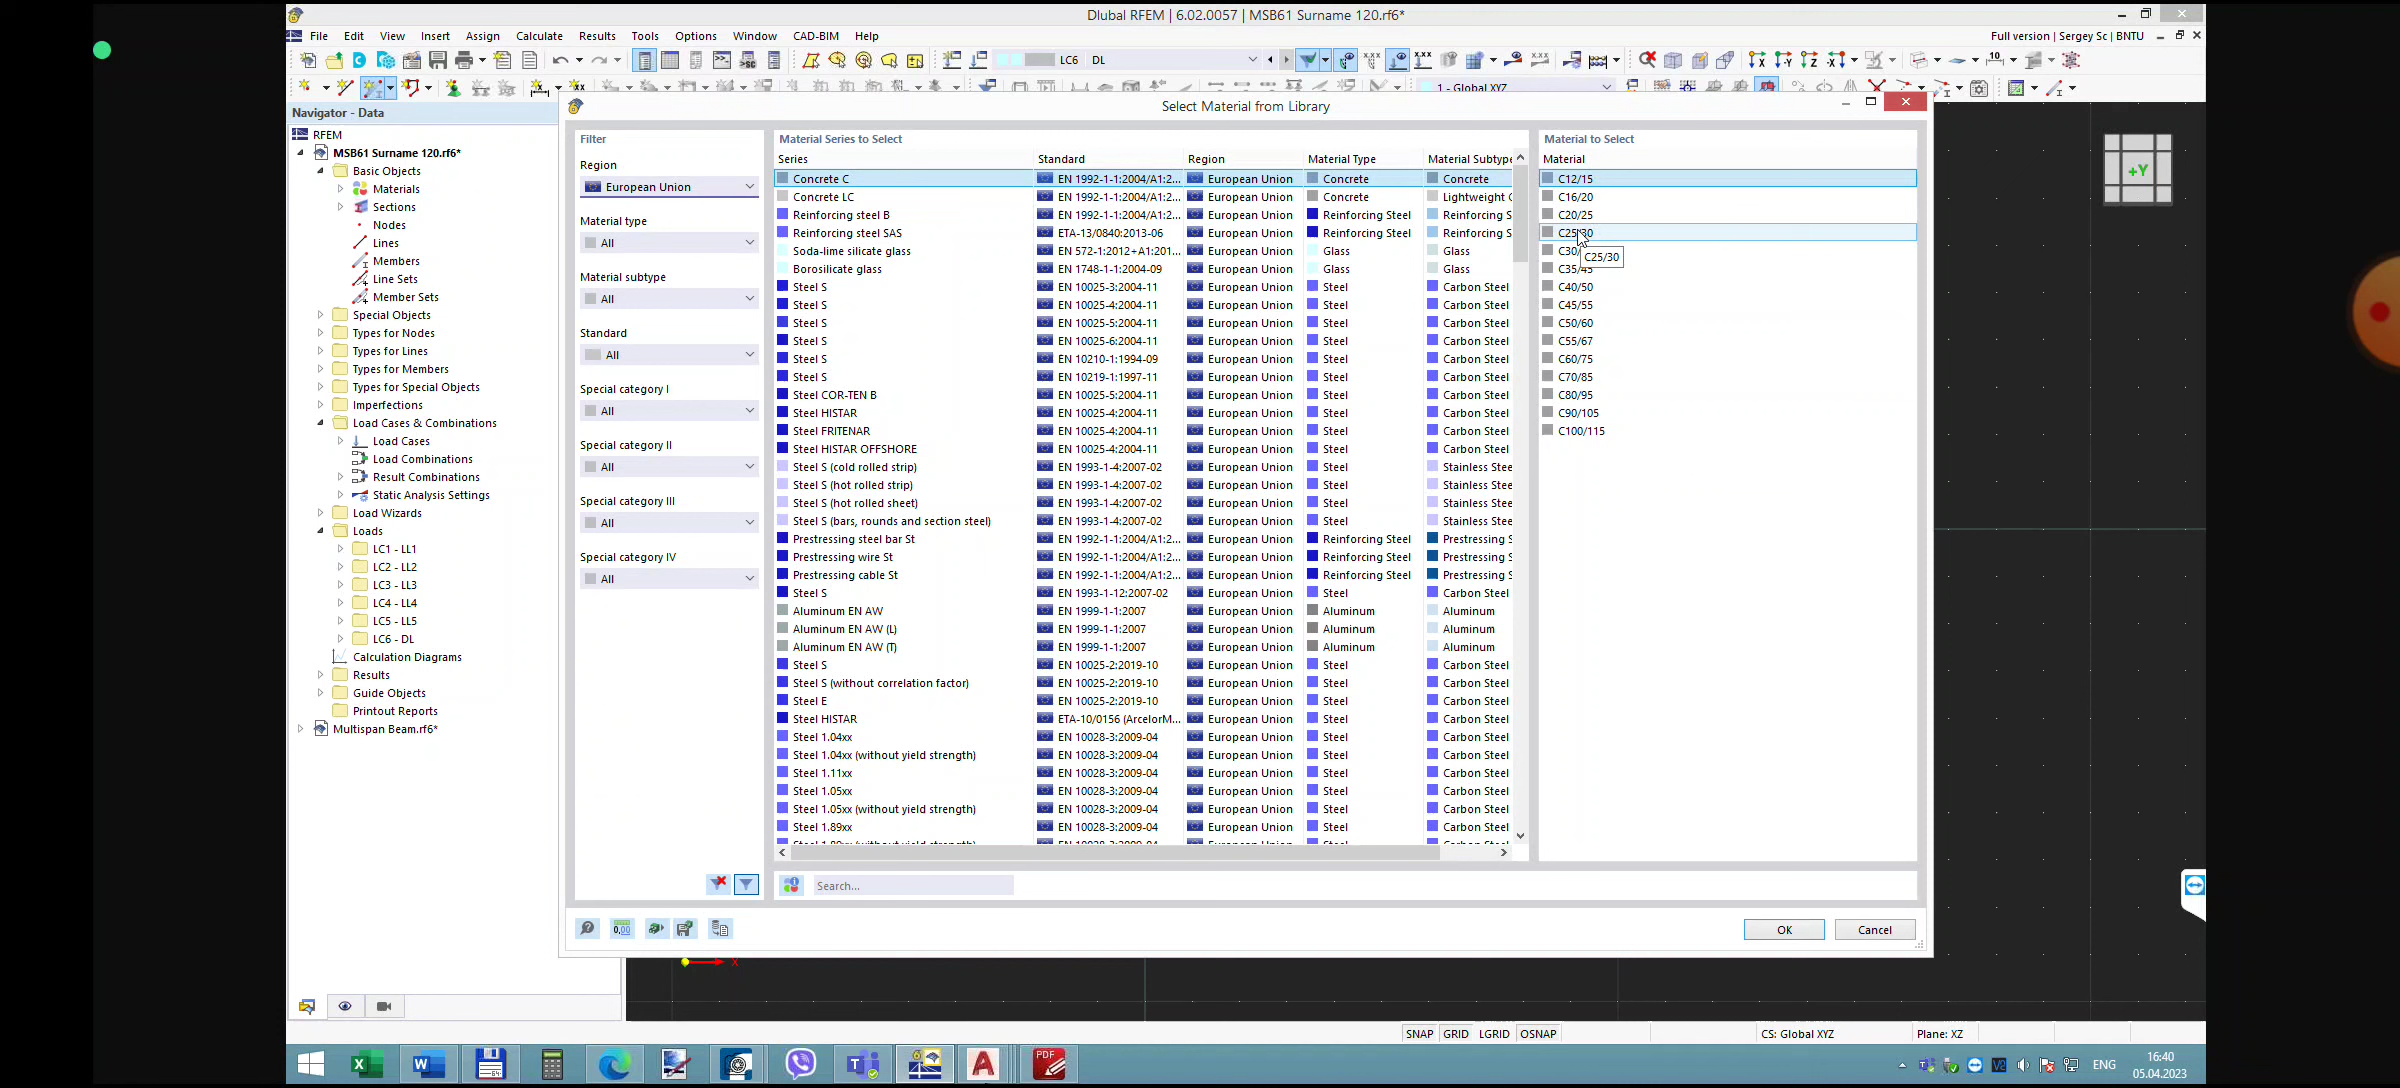 Dlubal RFEM | 6.02.0057 | MSB61 Surname 120.rf6*
File Edit View Insert Assign Calculate Results Tools Options Window CAD-BIM Help
Full version | Sergey Sc | BNTU
LC6 DL
1 - Global XYZ
Navigator - Data
RFEM
MSB61 Surname 120.rf6*
Basic Objects
Materials
Sections
Nodes
Lines
Members
Line Sets
Member Sets
Special Objects
Types for Nodes
Types for Lines
Types for Members
Types for Special Objects
Imperfections
Load Cases & Combinations
Load Cases
Load Combinations
Result Combinations
Static Analysis Settings
Load Wizards
Loads
LC1 - LL1
LC2 - LL2
LC3 - LL3
LC4 - LL4
LC5 - LL5
LC6 - DL
Calculation Diagrams
Results
Guide Objects
Printout Reports
Multispan Beam.rf6*
Select Material from Library
Filter
Region
European Union
Material type
All
Material subtype
All
Standard
All
Special category I
All
Special category II
All
Special category III
All
Special category IV
All
Material Series to Select
Series Standard Region Material Type Material Subtype
Concrete C EN 1992-1-1:2004/A1:2... European Union Concrete Concrete
Concrete LC EN 1992-1-1:2004/A1:2... European Union Concrete Lightweight C
Reinforcing steel B EN 1992-1-1:2004/A1:2... European Union Reinforcing Steel Reinforcing S
Reinforcing steel SAS ETA-13/0840:2013-06 European Union Reinforcing Steel Reinforcing S
Soda-lime silicate glass EN 572-1:2012+A1:201... European Union Glass Glass
Borosilicate glass EN 1748-1-1:2004-09 European Union Glass Glass
Steel S EN 10025-3:2004-11 European Union Steel Carbon Steel
Steel S EN 10025-4:2004-11 European Union Steel Carbon Steel
Steel S EN 10025-5:2004-11 European Union Steel Carbon Steel
Steel S EN 10025-6:2004-11 European Union Steel Carbon Steel
Steel S EN 10210-1:1994-09 European Union Steel Carbon Steel
Steel S EN 10219-1:1997-11 European Union Steel Carbon Steel
Steel COR-TEN B EN 10025-5:2004-11 European Union Steel Carbon Steel
Steel HISTAR EN 10025-4:2004-11 European Union Steel Carbon Steel
Steel FRITENAR EN 10025-4:2004-11 European Union Steel Carbon Steel
Steel HISTAR OFFSHORE EN 10025-4:2004-11 European Union Steel Carbon Steel
Steel S (cold rolled strip) EN 1993-1-4:2007-02 European Union Steel Stainless Stee
Steel S (hot rolled strip) EN 1993-1-4:2007-02 European Union Steel Stainless Stee
Steel S (hot rolled sheet) EN 1993-1-4:2007-02 European Union Steel Stainless Stee
Steel S (bars, rounds and section steel) EN 1993-1-4:2007-02 European Union Steel Stainless Stee
Prestressing steel bar St EN 1992-1-1:2004/A1:2... European Union Reinforcing Steel Prestressing S
Prestressing wire St EN 1992-1-1:2004/A1:2... European Union Reinforcing Steel Prestressing S
Prestressing cable St EN 1992-1-1:2004/A1:2... European Union Reinforcing Steel Prestressing S
Steel S EN 1993-1-12:2007-02 European Union Steel Carbon Steel
Aluminum EN AW EN 1999-1-1:2007 European Union Aluminum Aluminum
Aluminum EN AW (L) EN 1999-1-1:2007 European Union Aluminum Aluminum
Aluminum EN AW (T) EN 1999-1-1:2007 European Union Aluminum Aluminum
Steel S EN 10025-2:2019-10 European Union Steel Carbon Steel
Steel S (without correlation factor) EN 10025-2:2019-10 European Union Steel Carbon Steel
Steel E EN 10025-2:2019-10 European Union Steel Carbon Steel
Steel HISTAR ETA-10/0156 (ArcelorM... European Union Steel Carbon Steel
Steel 1.04xx EN 10028-3:2009-04 European Union Steel Carbon Steel
Steel 1.04xx (without yield strength) EN 10028-3:2009-04 European Union Steel Carbon Steel
Steel 1.11xx EN 10028-3:2009-04 European Union Steel Carbon Steel
Steel 1.05xx EN 10028-3:2009-04 European Union Steel Carbon Steel
Steel 1.05xx (without yield strength) EN 10028-3:2009-04 European Union Steel Carbon Steel
Steel 1.89xx EN 10028-3:2009-04 European Union Steel Carbon Steel
Search...
Material to Select
Material
C12/15
C16/20
C20/25
C25/30
C25/30
C30/
C35/45
C40/50
C45/55
C50/60
C55/67
C60/75
C70/85
C80/95
C90/105
C100/115
OK Cancel
+Y
X
SNAP GRID LGRID OSNAP CS: Global XYZ Plane: XZ
ENG
16:40
05.04.2023